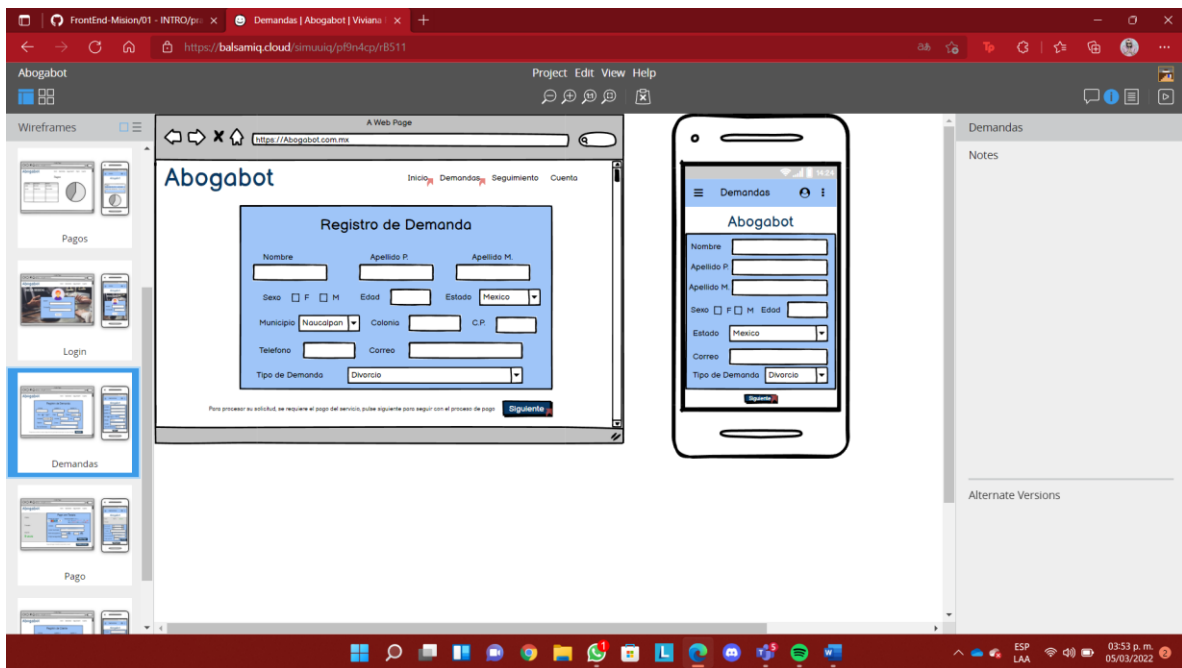 FrontEnd-Mision/01 - INTRO/pr
Demandas | Abogabot | Viviana
https://balsamiq.cloud/simuuiq/pf9n4cp/rB511
Abogabot
Project Edit View Help
Wireframes
Pagos
Login
Demandas
Pago
A Web Page
https://Abogabot.com.mx
Abogabot
Inicio Demandas Seguimiento Cuenta
Registro de Demanda
Nombre Apellido P. Apellido M.
Sexo F M Edad Estado Mexico
Municipio Naucalpan Colonia C.P.
Telefono Correo
Tipo de Demanda Divorcio
Para procesar su solicitud, se requiere el pago del servicio, pulse siguiente para seguir con el proceso de pago Siguiente
14:24
Demandas
Abogabot
Nombre
Apellido P.
Apellido M.
Sexo F M Edad
Estado Mexico
Correo
Tipo de Demanda Divorcio
Siguiente
Demandas
Notes
Alternate Versions
ESP
LAA
03:53 p. m.
05/03/2022
2